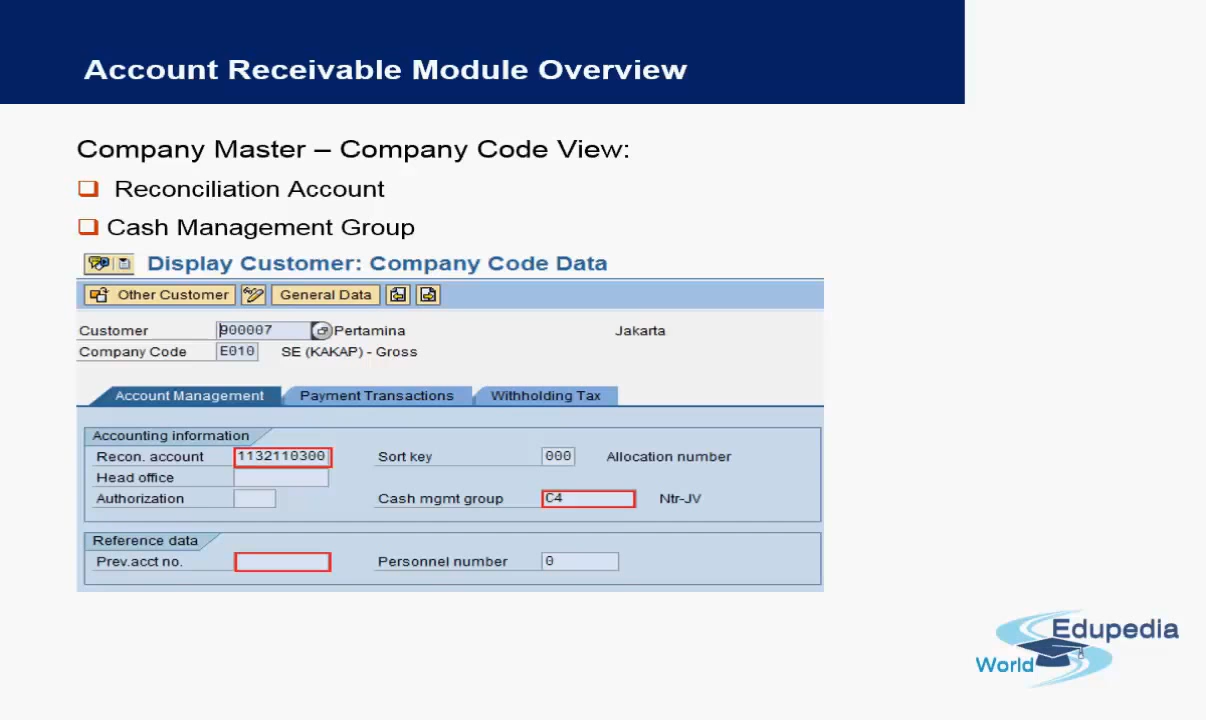 Account Receivable Module Overview
Company Master – Company Code View:
Reconciliation Account
Cash Management Group
Display Customer: Company Code Data
Other Customer General Data
Customer 900007 Pertamina Jakarta
Company Code E010 SE (KAKAP) - Gross
Account Management Payment Transactions Withholding Tax
Accounting information
Recon. account 1132110300 Sort key 000 Allocation number
Head office
Authorization Cash mgmt group C4 Ntr-JV
Reference data
Prev.acct no. Personnel number 0
Edupedia
World